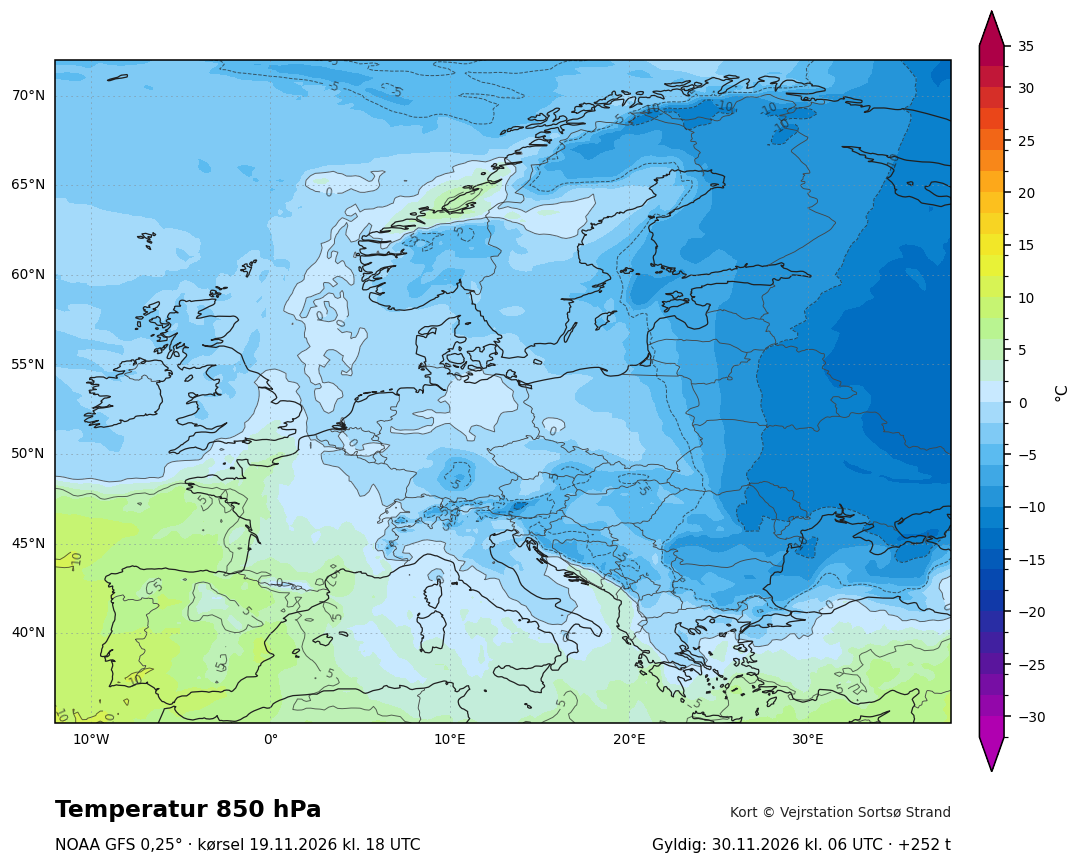 70°N
65°N
60°N
55°N
50°N
45°N
40°N
10°W 0° 10°E 20°E 30°E
35
30
25
20
15
10
5
0
−5
−10
−15
−20
−25
−30
°C
Temperatur 850 hPa
Kort © Vejrstation Sortsø Strand
NOAA GFS 0,25° · kørsel 19.11.2026 kl. 18 UTC
Gyldig: 30.11.2026 kl. 06 UTC · +252 t